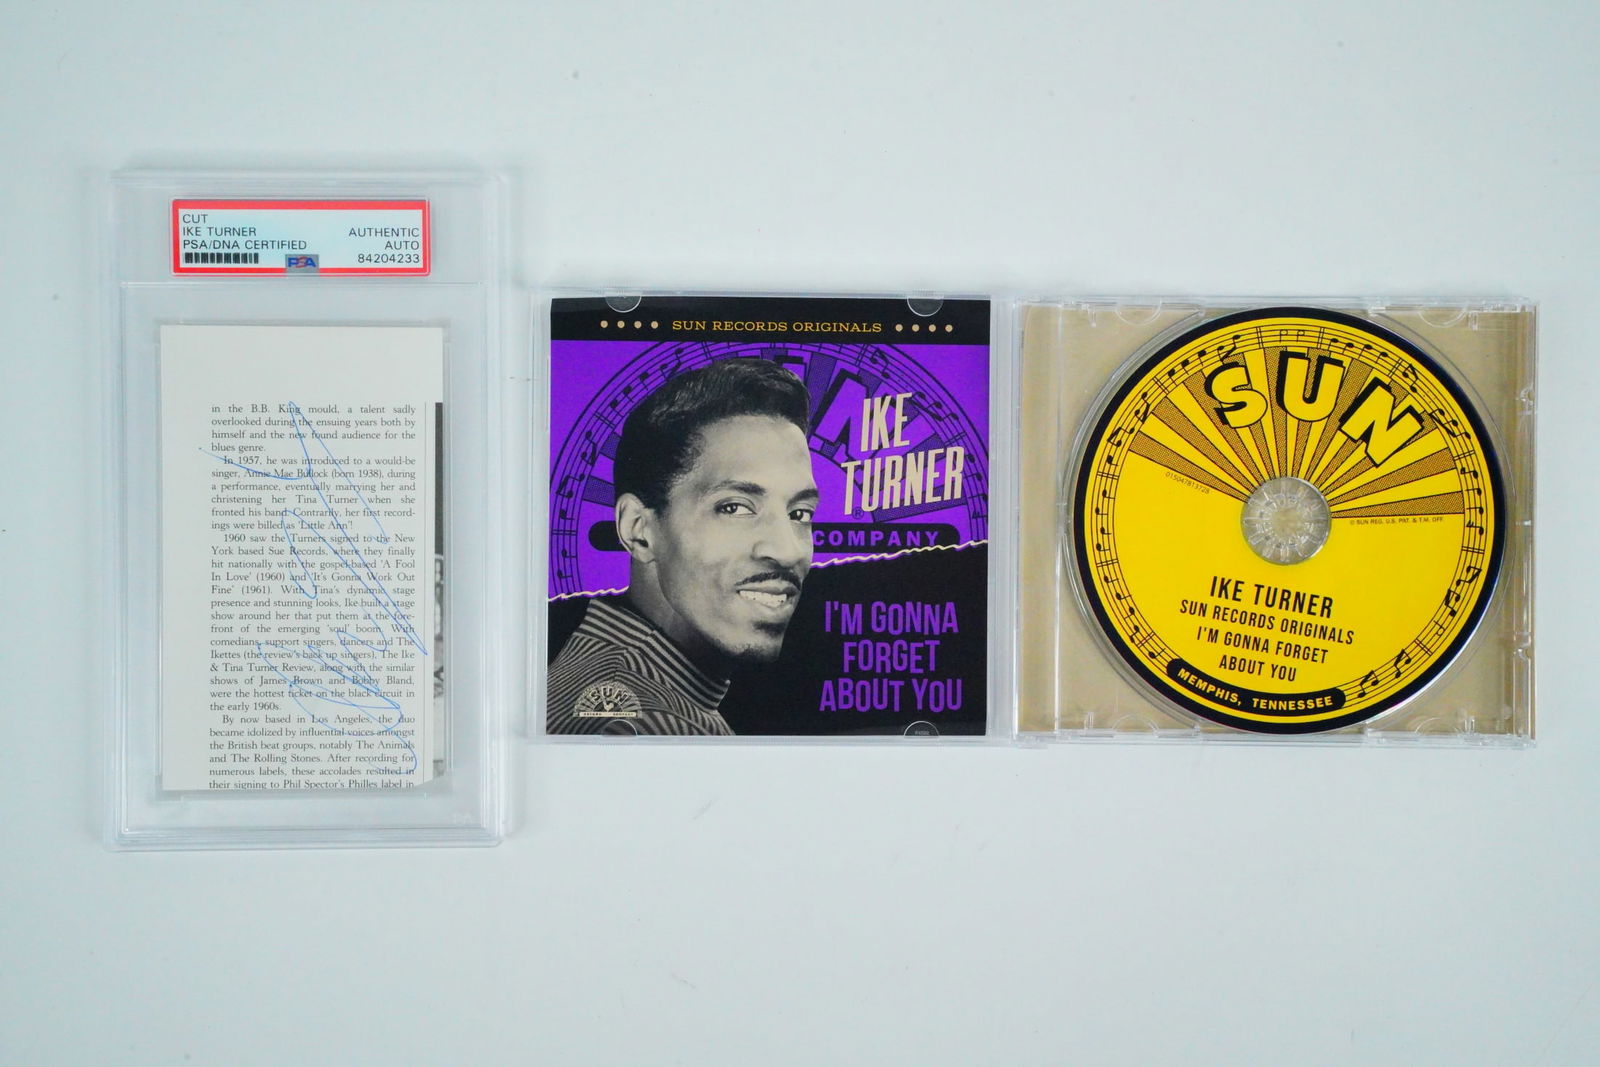 CUT
IKE TURNER AUTHENTIC
PSA/DNA CERTIFIED AUTO
PSA 84204233
in the B.B. King mould, a talent sadly
overlooked during the ensuing years both by
himself and the new found audience for the
blues genre.
In 1957, he was introduced to a would-be
singer, Annie Mae Bullock (born 1938), during
a performance, eventually marrying her and
christening her Tina Turner when she
fronted his band. Contrarily, her first record-
ings were billed as 'Little Ann'!
1960 saw the Turners signed to the New
York based Sue Records, where they finally
hit nationally with the gospel-based 'A Fool
In Love' (1960) and 'It's Gonna Work Out
Fine' (1961). With Tina's dynamic stage
presence and stunning looks, Ike built a stage
show around her that put them at the fore-
front of the emerging 'soul' boom. With
comedians, support singers, dancers and The
Ikettes (the review's back up singers), The Ike
& Tina Turner Review, along with the similar
shows of James Brown and Bobby Bland,
were the hottest ticket on the black circuit in
the early 1960s.
By now based in Los Angeles, the duo
became idolized by influential voices amongst
the British beat groups, notably The Animals
and The Rolling Stones. After recording for
numerous labels, these accolades resulted in
their signing to Phil Spector's Philles label in
SUN RECORDS ORIGINALS
IKE
TURNER
®
COMPANY
I'M GONNA
FORGET
ABOUT YOU
SUN
RECORD COMPANY
SUN
015047813728
© SUN REG. U.S. PAT. & T.M. OFF.
IKE TURNER
SUN RECORDS ORIGINALS
I'M GONNA FORGET
ABOUT YOU
MEMPHIS, TENNESSEE